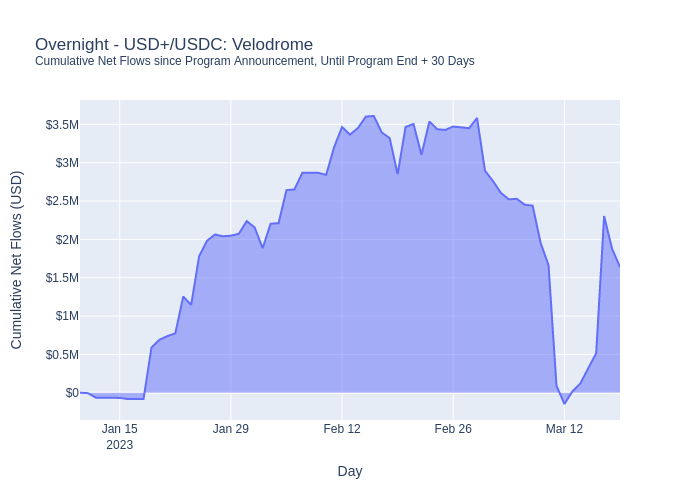 Overnight - USD+/USDC: Velodrome
Cumulative Net Flows since Program Announcement, Until Program End + 30 Days
Cumulative Net Flows (USD)
$3.5M
$3M
$2.5M
$2M
$1.5M
$1M
$0.5M
$0
Jan 15
2023
Jan 29
Feb 12
Feb 26
Mar 12
Day